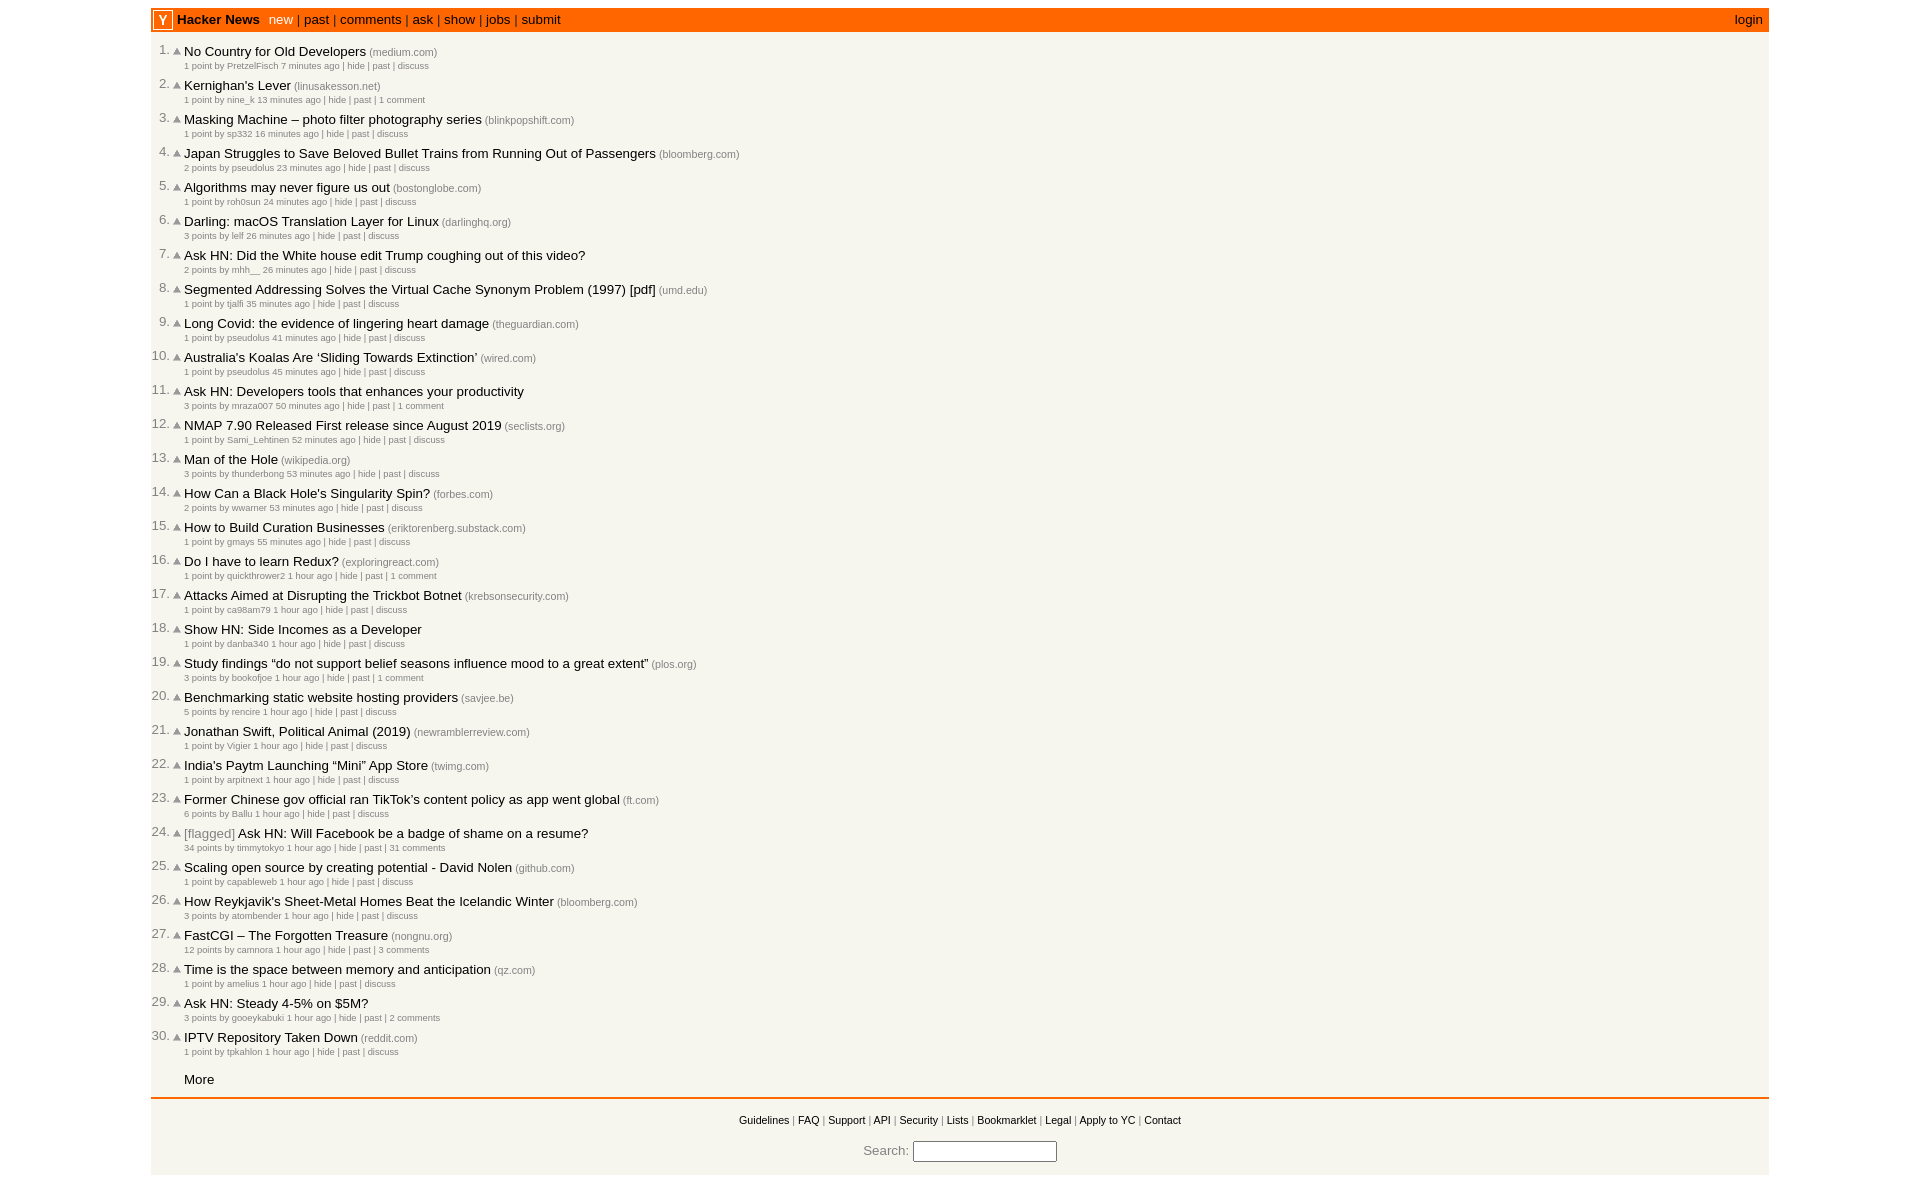 Y Hacker News new | past | comments | ask | show | jobs | submit login
1. No Country for Old Developers (medium.com)
1 point by PretzelFisch 7 minutes ago | hide | past | discuss
2. Kernighan's Lever (linusakesson.net)
1 point by nine_k 13 minutes ago | hide | past | 1 comment
3. Masking Machine – photo filter photography series (blinkpopshift.com)
1 point by sp332 16 minutes ago | hide | past | discuss
4. Japan Struggles to Save Beloved Bullet Trains from Running Out of Passengers (bloomberg.com)
2 points by pseudolus 23 minutes ago | hide | past | discuss
5. Algorithms may never figure us out (bostonglobe.com)
1 point by roh0sun 24 minutes ago | hide | past | discuss
6. Darling: macOS Translation Layer for Linux (darlinghq.org)
3 points by lelf 26 minutes ago | hide | past | discuss
7. Ask HN: Did the White house edit Trump coughing out of this video?
2 points by mhh__ 26 minutes ago | hide | past | discuss
8. Segmented Addressing Solves the Virtual Cache Synonym Problem (1997) [pdf] (umd.edu)
1 point by tjalfi 35 minutes ago | hide | past | discuss
9. Long Covid: the evidence of lingering heart damage (theguardian.com)
1 point by pseudolus 41 minutes ago | hide | past | discuss
10. Australia's Koalas Are ‘Sliding Towards Extinction’ (wired.com)
1 point by pseudolus 45 minutes ago | hide | past | discuss
11. Ask HN: Developers tools that enhances your productivity
3 points by mraza007 50 minutes ago | hide | past | 1 comment
12. NMAP 7.90 Released First release since August 2019 (seclists.org)
1 point by Sami_Lehtinen 52 minutes ago | hide | past | discuss
13. Man of the Hole (wikipedia.org)
3 points by thunderbong 53 minutes ago | hide | past | discuss
14. How Can a Black Hole's Singularity Spin? (forbes.com)
2 points by wwarner 53 minutes ago | hide | past | discuss
15. How to Build Curation Businesses (eriktorenberg.substack.com)
1 point by gmays 55 minutes ago | hide | past | discuss
16. Do I have to learn Redux? (exploringreact.com)
1 point by quickthrower2 1 hour ago | hide | past | 1 comment
17. Attacks Aimed at Disrupting the Trickbot Botnet (krebsonsecurity.com)
1 point by ca98am79 1 hour ago | hide | past | discuss
18. Show HN: Side Incomes as a Developer
1 point by danba340 1 hour ago | hide | past | discuss
19. Study findings “do not support belief seasons influence mood to a great extent” (plos.org)
3 points by bookofjoe 1 hour ago | hide | past | 1 comment
20. Benchmarking static website hosting providers (savjee.be)
5 points by rencire 1 hour ago | hide | past | discuss
21. Jonathan Swift, Political Animal (2019) (newramblerreview.com)
1 point by Vigier 1 hour ago | hide | past | discuss
22. India's Paytm Launching “Mini” App Store (twimg.com)
1 point by arpitnext 1 hour ago | hide | past | discuss
23. Former Chinese gov official ran TikTok’s content policy as app went global (ft.com)
6 points by Ballu 1 hour ago | hide | past | discuss
24. [flagged] Ask HN: Will Facebook be a badge of shame on a resume?
34 points by timmytokyo 1 hour ago | hide | past | 31 comments
25. Scaling open source by creating potential - David Nolen (github.com)
1 point by capableweb 1 hour ago | hide | past | discuss
26. How Reykjavik's Sheet-Metal Homes Beat the Icelandic Winter (bloomberg.com)
3 points by atombender 1 hour ago | hide | past | discuss
27. FastCGI – The Forgotten Treasure (nongnu.org)
12 points by camnora 1 hour ago | hide | past | 3 comments
28. Time is the space between memory and anticipation (qz.com)
1 point by amelius 1 hour ago | hide | past | discuss
29. Ask HN: Steady 4-5% on $5M?
3 points by gooeykabuki 1 hour ago | hide | past | 2 comments
30. IPTV Repository Taken Down (reddit.com)
1 point by tpkahlon 1 hour ago | hide | past | discuss
More
Guidelines | FAQ | Support | API | Security | Lists | Bookmarklet | Legal | Apply to YC | Contact
Search: